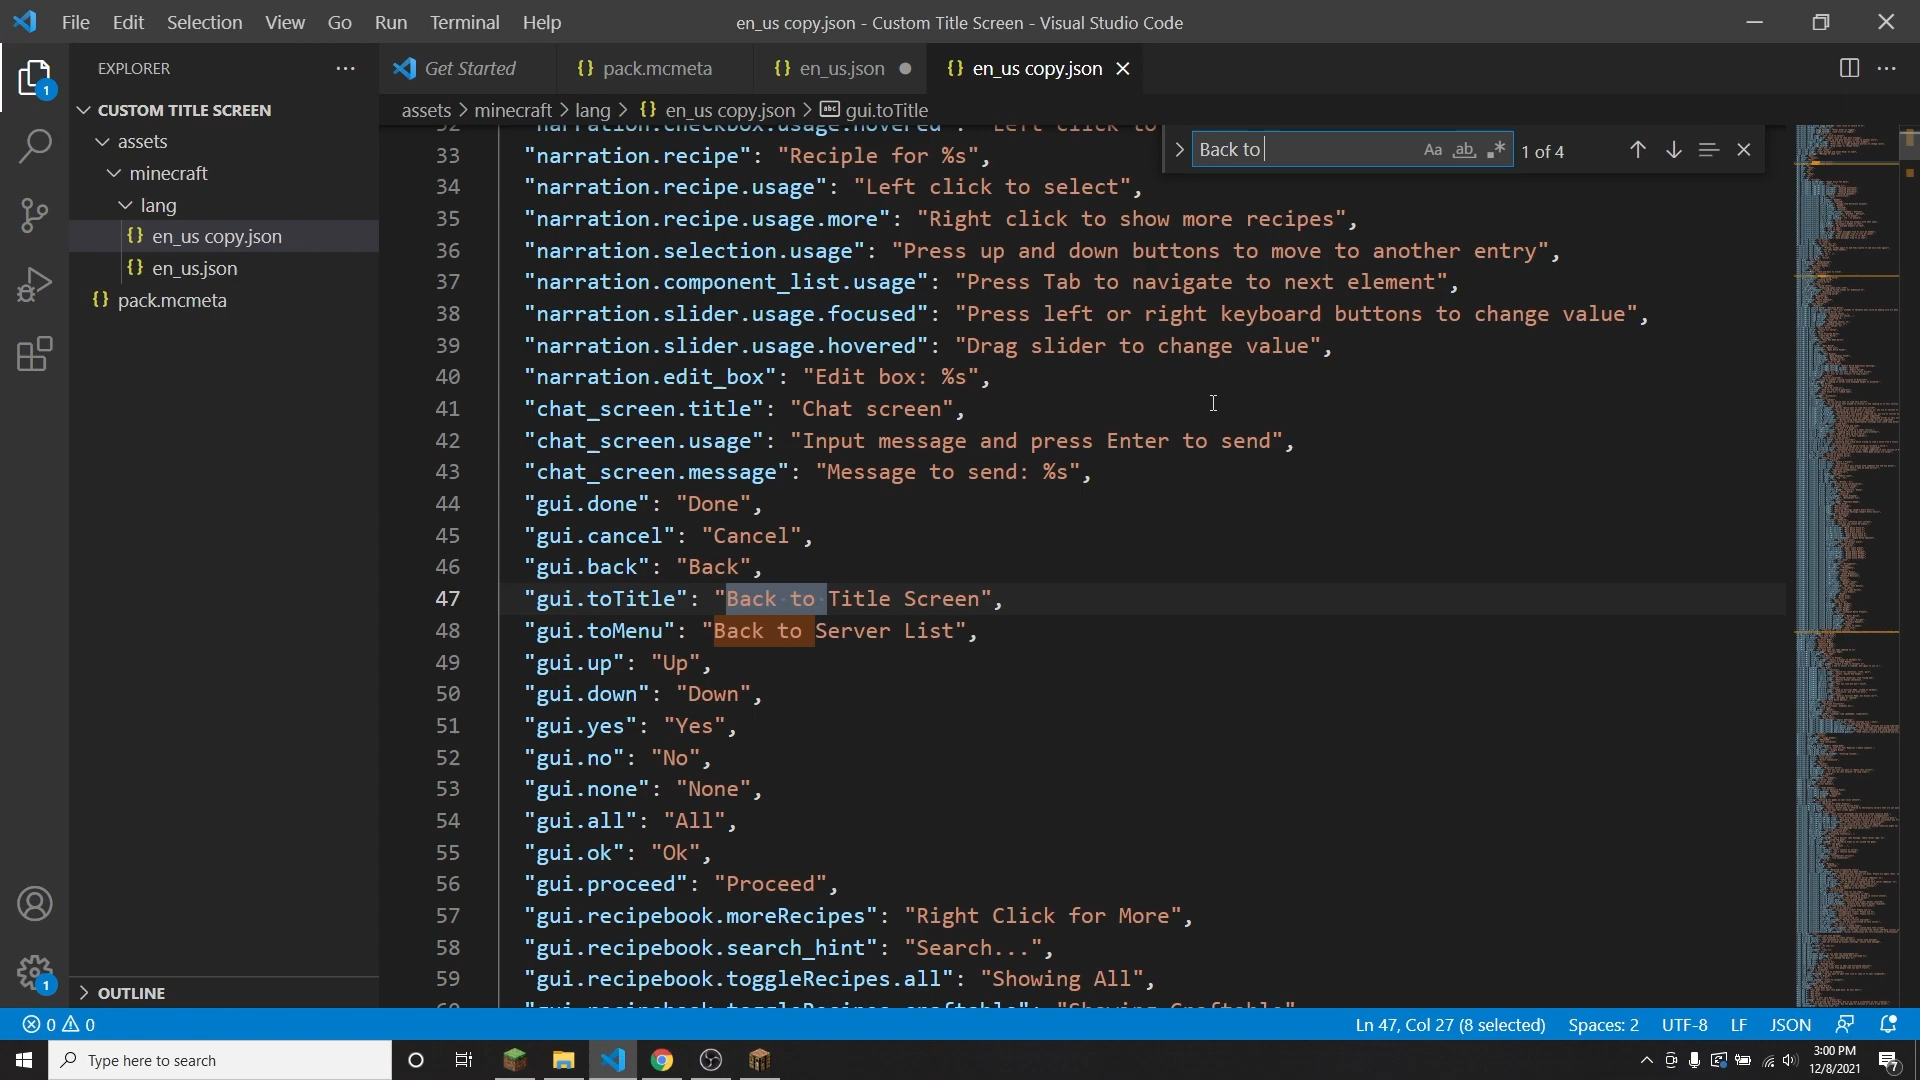 File Edit Selection View Go Run Terminal Help
en_us copy.json - Custom Title Screen - Visual Studio Code
EXPLORER
Get Started
{} pack.mcmeta
{} en_us.json
{} en_us copy.json
CUSTOM TITLE SCREEN
assets
minecraft
lang
{} en_us copy.json
{} en_us.json
{} pack.mcmeta
OUTLINE
1
1
assets > minecraft > lang > {} en_us copy.json > abc gui.toTitle
Back to
Aa ab
1 of 4
32 "narration.checkbox.usage.hovered": "Left click to
33 "narration.recipe": "Reciple for %s",
34 "narration.recipe.usage": "Left click to select",
35 "narration.recipe.usage.more": "Right click to show more recipes",
36 "narration.selection.usage": "Press up and down buttons to move to another entry",
37 "narration.component_list.usage": "Press Tab to navigate to next element",
38 "narration.slider.usage.focused": "Press left or right keyboard buttons to change value",
39 "narration.slider.usage.hovered": "Drag slider to change value",
40 "narration.edit_box": "Edit box: %s",
41 "chat_screen.title": "Chat screen",
42 "chat_screen.usage": "Input message and press Enter to send",
43 "chat_screen.message": "Message to send: %s",
44 "gui.done": "Done",
45 "gui.cancel": "Cancel",
46 "gui.back": "Back",
47 "gui.toTitle": "Back to Title Screen",
48 "gui.toMenu": "Back to Server List",
49 "gui.up": "Up",
50 "gui.down": "Down",
51 "gui.yes": "Yes",
52 "gui.no": "No",
53 "gui.none": "None",
54 "gui.all": "All",
55 "gui.ok": "Ok",
56 "gui.proceed": "Proceed",
57 "gui.recipebook.moreRecipes": "Right Click for More",
58 "gui.recipebook.search_hint": "Search...",
59 "gui.recipebook.toggleRecipes.all": "Showing All",
60 "gui.recipebook.toggleRecipes.craftable": "Showing Craftable"
0 0
Ln 47, Col 27 (8 selected) Spaces: 2 UTF-8 LF JSON
Type here to search
3:00 PM
12/8/2021
7